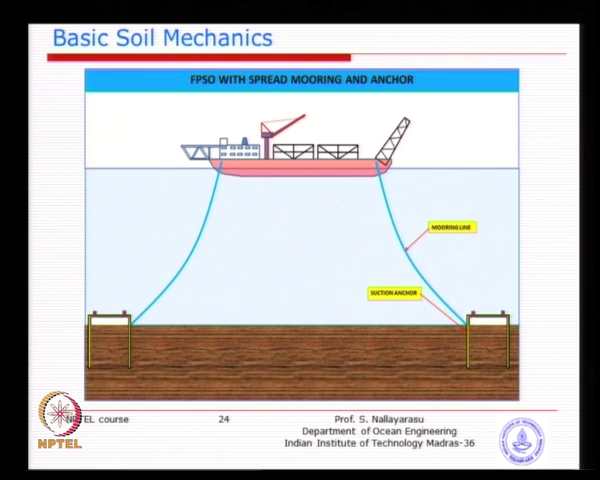 Basic Soil Mechanics
FPSO WITH SPREAD MOORING AND ANCHOR
MOORING LINE
SUCTION ANCHOR
NPTEL course
24
Prof. S. Nallayarasu
Department of Ocean Engineering
Indian Institute of Technology Madras-36
NPTEL